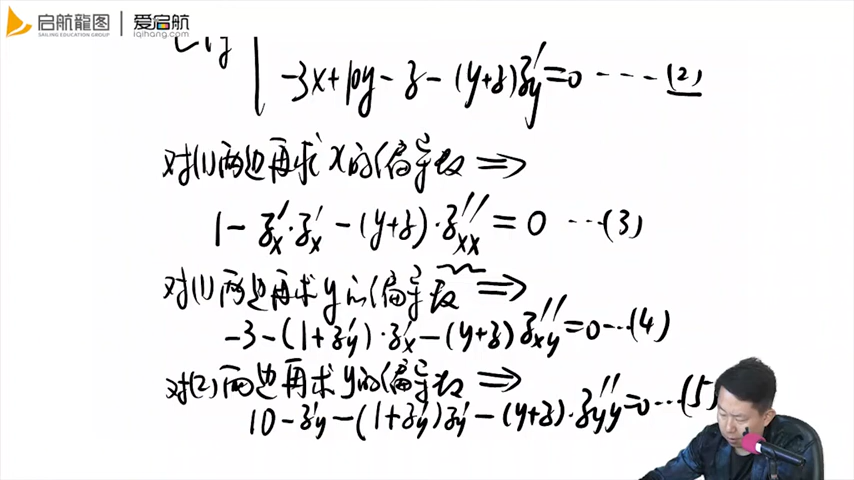 启航龍图 爱启航
SAILING EDUCATION GROUP iqihang.com
-3x+10y-z-(y+z)z'y=0 ---- (2)
对(1)两边再求x的偏导数 ⇒
1-z'x·z'x-(y+z)·z''xx=0 ---(3)
对(1)两边再求y的偏导数 ⇒
-3-(1+z'y)·z'x-(y+z)z''xy=0---(4)
对(2)两边再求y的偏导数 ⇒
10-z'y-(1+z'y)z'y-(y+z)·z''yy=0---(5)